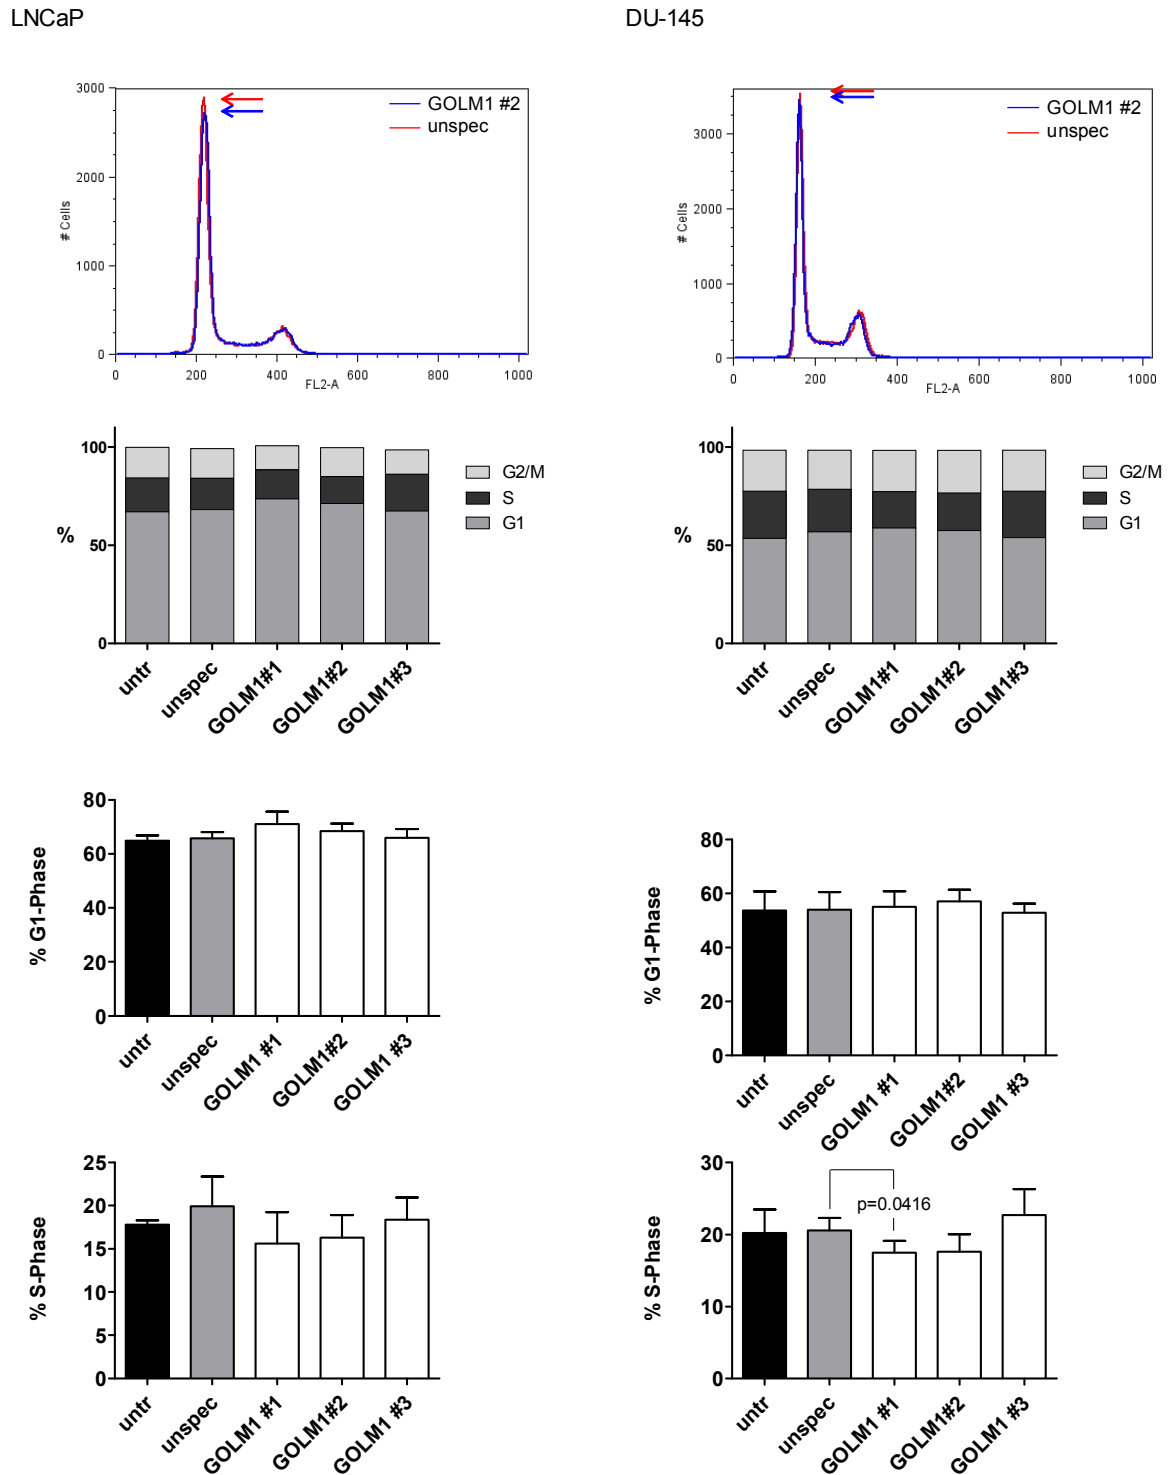 LNCaP
DU-145
3000
2000
1000
0
# Cells
0 200 400 600 800 1000
FL2-A
GOLM1 #2
unspec
3000
2000
1000
0
# Cells
0 200 400 600 800 1000
FL2-A
GOLM1 #2
unspec
100
50
0
%
G2/M
S
G1
untr
unspec
GOLM1#1
GOLM1#2
GOLM1#3
100
50
0
%
G2/M
S
G1
untr
unspec
GOLM1#1
GOLM1#2
GOLM1#3
80
60
40
20
0
% G1-Phase
untr
unspec
GOLM1 #1
GOLM1#2
GOLM1 #3
80
60
40
20
0
% G1-Phase
untr
unspec
GOLM1 #1
GOLM1#2
GOLM1 #3
25
20
15
10
5
0
% S-Phase
untr
unspec
GOLM1 #1
GOLM1#2
GOLM1 #3
30
20
10
0
% S-Phase
p=0.0416
untr
unspec
GOLM1 #1
GOLM1#2
GOLM1 #3